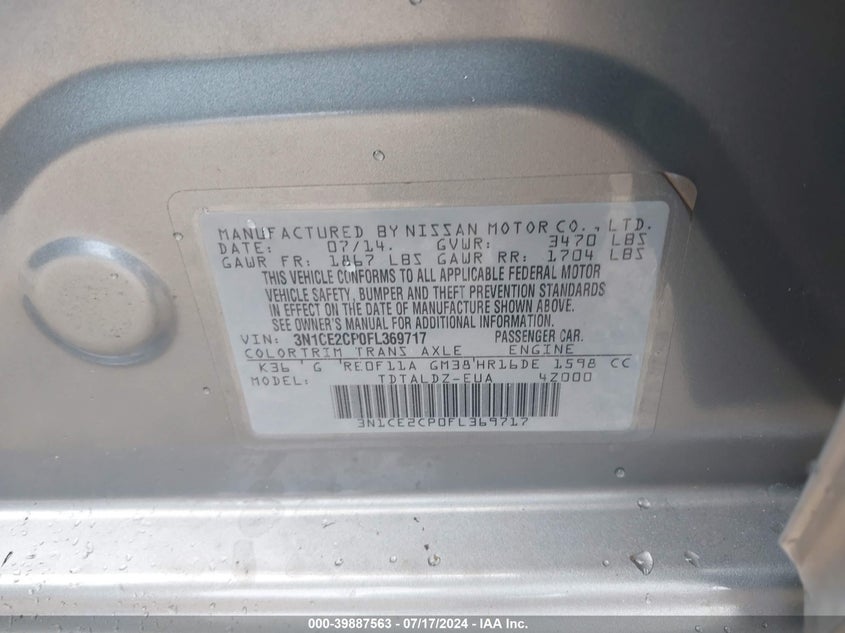 MANUFACTURED BY NISSAN MOTOR CO., LTD.
DATE: 07/14. GVWR: 3470 LBS
GAWR FR: 1867 LBS GAWR RR: 1704 LBS
THIS VEHICLE CONFORMS TO ALL APPLICABLE FEDERAL MOTOR
VEHICLE SAFETY, BUMPER AND THEFT PREVENTION STANDARDS
IN EFFECT ON THE DATE OF MANUFACTURE SHOWN ABOVE.
SEE OWNER'S MANUAL FOR ADDITIONAL INFORMATION.
VIN: 3N1CE2CP0FL369717 PASSENGER CAR.
COLOR TRIM TRANS AXLE ENGINE
K36 G RE0F11A GM38 HR16DE 1598 CC
MODEL: TDTALDZ-EUA 4Z000
3N1CE2CP0FL369717
000-39887563 - 07/17/2024 - IAA Inc.